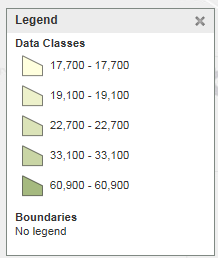 Legend
Data Classes
17,700 - 17,700
19,100 - 19,100
22,700 - 22,700
33,100 - 33,100
60,900 - 60,900
Boundaries
No legend